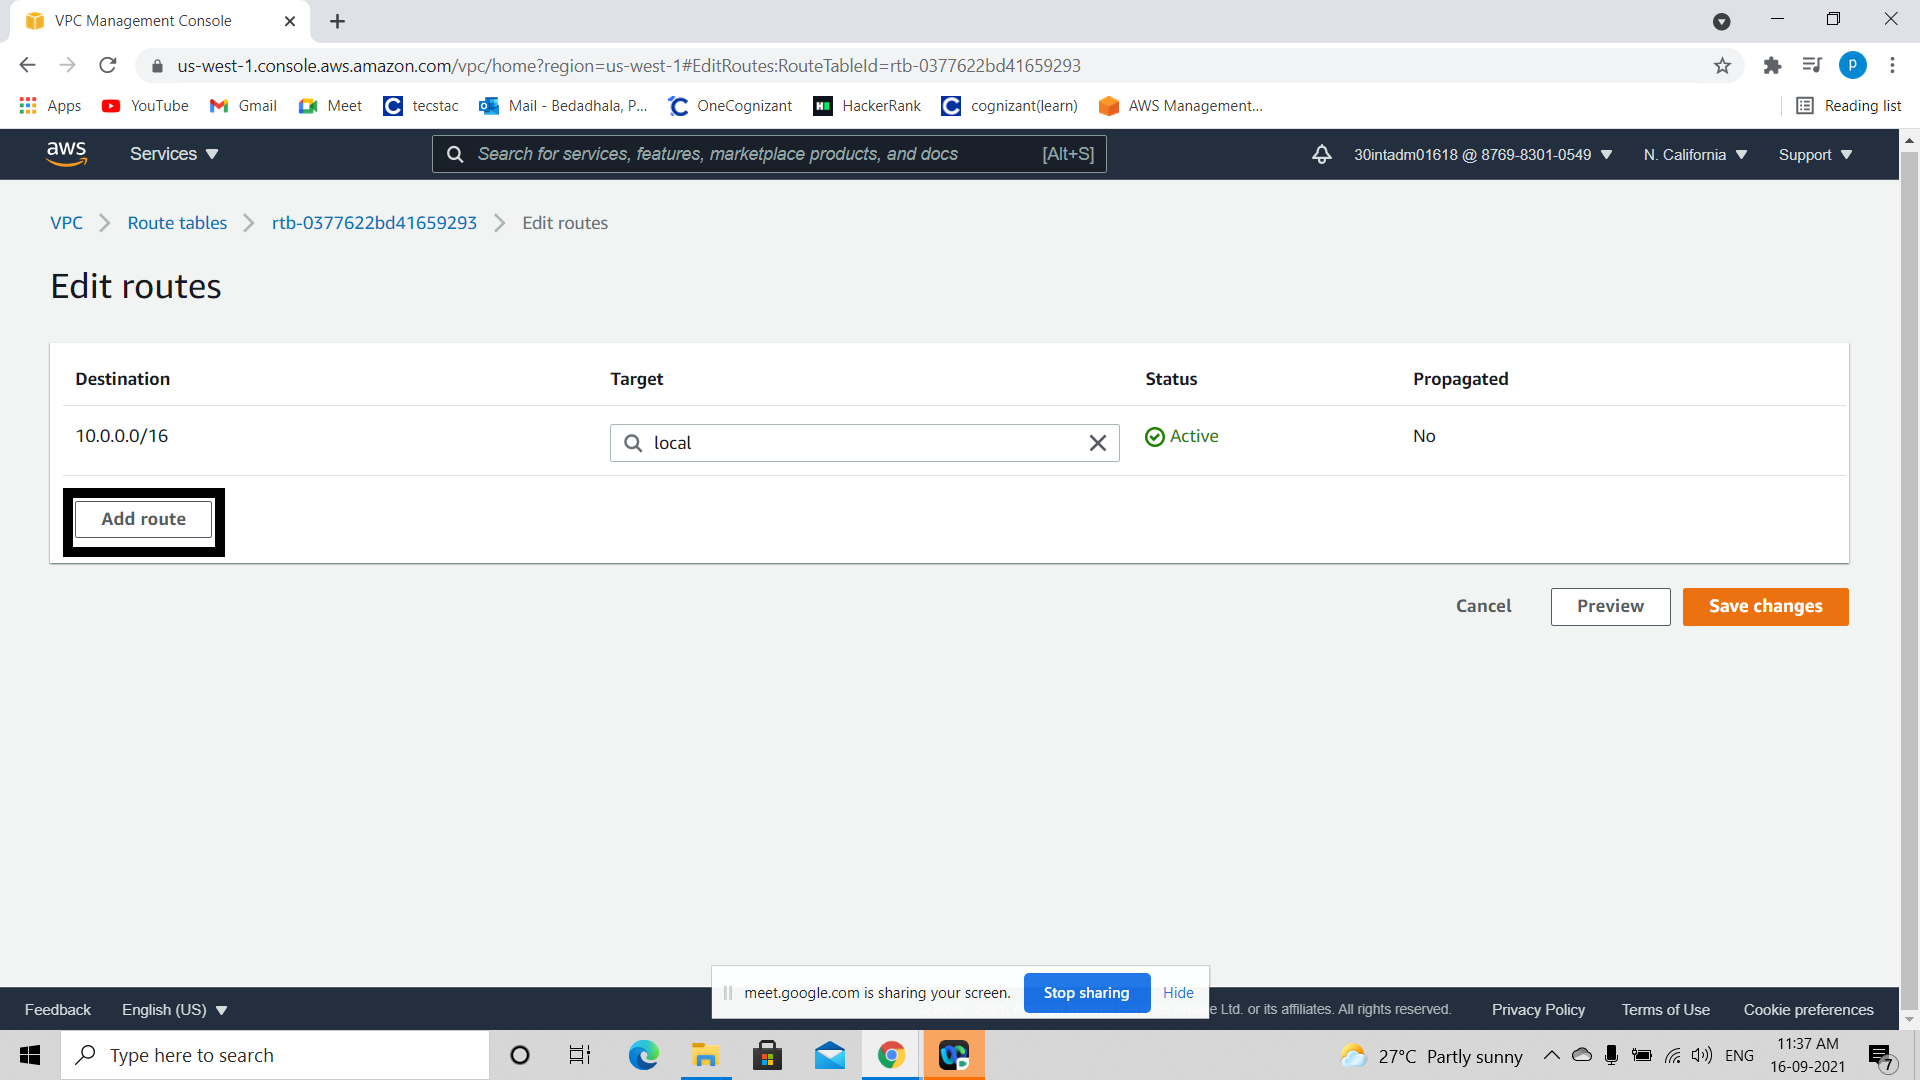 VPC Management Console
us-west-1.console.aws.amazon.com/vpc/home?region=us-west-1#EditRoutes:RouteTableId=rtb-0377622bd41659293
P
Apps YouTube Gmail Meet tecstac Mail - Bedadhala, P... OneCognizant HackerRank cognizant(learn) AWS Management... Reading list
aws Services Search for services, features, marketplace products, and docs [Alt+S] 30intadm01618 @ 8769-8301-0549 N. California Support
VPC Route tables rtb-0377622bd41659293 Edit routes
Edit routes
Destination Target Status Propagated
10.0.0.0/16 local Active No
Add route
Cancel Preview Save changes
meet.google.com is sharing your screen. Stop sharing Hide
Feedback English (US) e Ltd. or its affiliates. All rights reserved. Privacy Policy Terms of Use Cookie preferences
Type here to search 27°C Partly sunny ENG 11:37 AM
16-09-2021 7